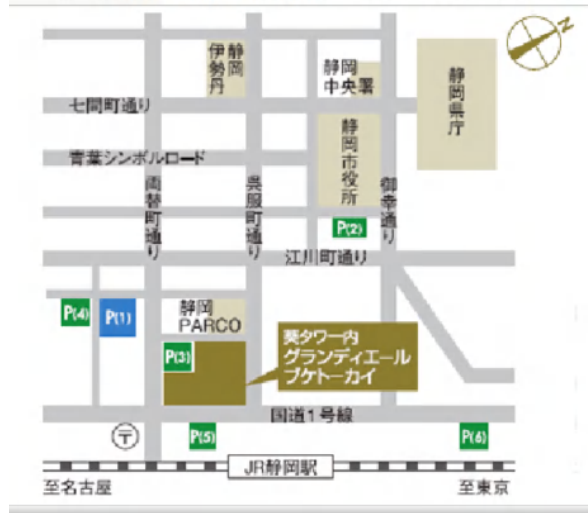 N
静岡
伊勢丹
静岡
中央署
静岡県庁
七間町通り
静岡市役所
青葉シンボルロード
両替町通り
呉服町通り
御幸通り
P(2)
江川町通り
P(4)
P(1)
静岡
PARCO
P(3)
葵タワー内
グランディエール
ブケトーカイ
国道1号線
〒
P(5)
P(6)
JR静岡駅
至名古屋
至東京